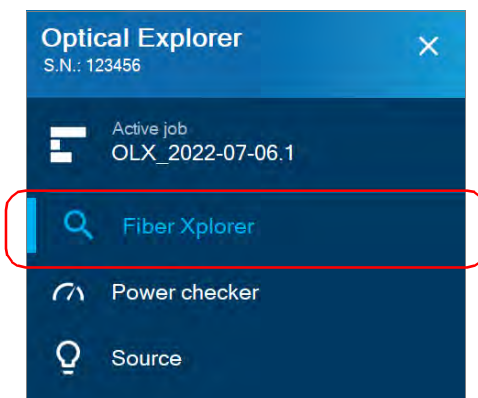 Optical Explorer
S.N.: 123456
Active job
OLX_2022-07-06.1
Fiber Xplorer
Power checker
Source